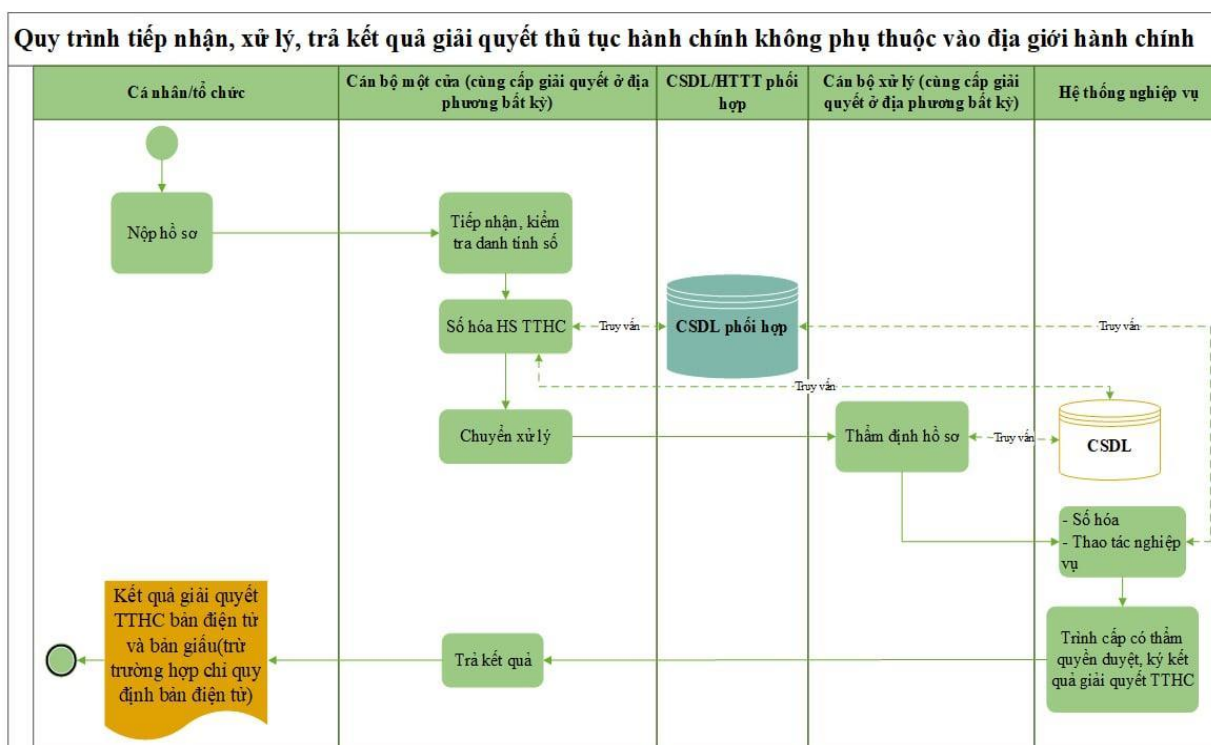 Quy trình tiếp nhận, xử lý, trả kết quả giải quyết thủ tục hành chính không phụ thuộc vào địa giới hành chính
Cá nhân/tổ chức
Cán bộ một cửa (cùng cấp giải quyết ở địa
phương bất kỳ)
CSDL/HTTT phối
hợp
Cán bộ xử lý (cùng cấp giải
quyết ở địa phương bất kỳ)
Hệ thống nghiệp vụ
Nộp hồ sơ
Tiếp nhận, kiểm
tra danh tính số
Số hóa HS TTHC
Truy vấn
CSDL phối hợp
Truy vấn
Truy vấn
Chuyển xử lý
Thẩm định hồ sơ
Truy vấn
CSDL
- Số hóa
- Thao tác nghiệp
vụ
Kết quả giải quyết
TTHC bản điện tử
và bản giấu(trừ
trường hợp chỉ quy
định bản điện tử)
Trả kết quả
Trình cấp có thẩm
quyền duyệt, ký kết
quả giải quyết TTHC